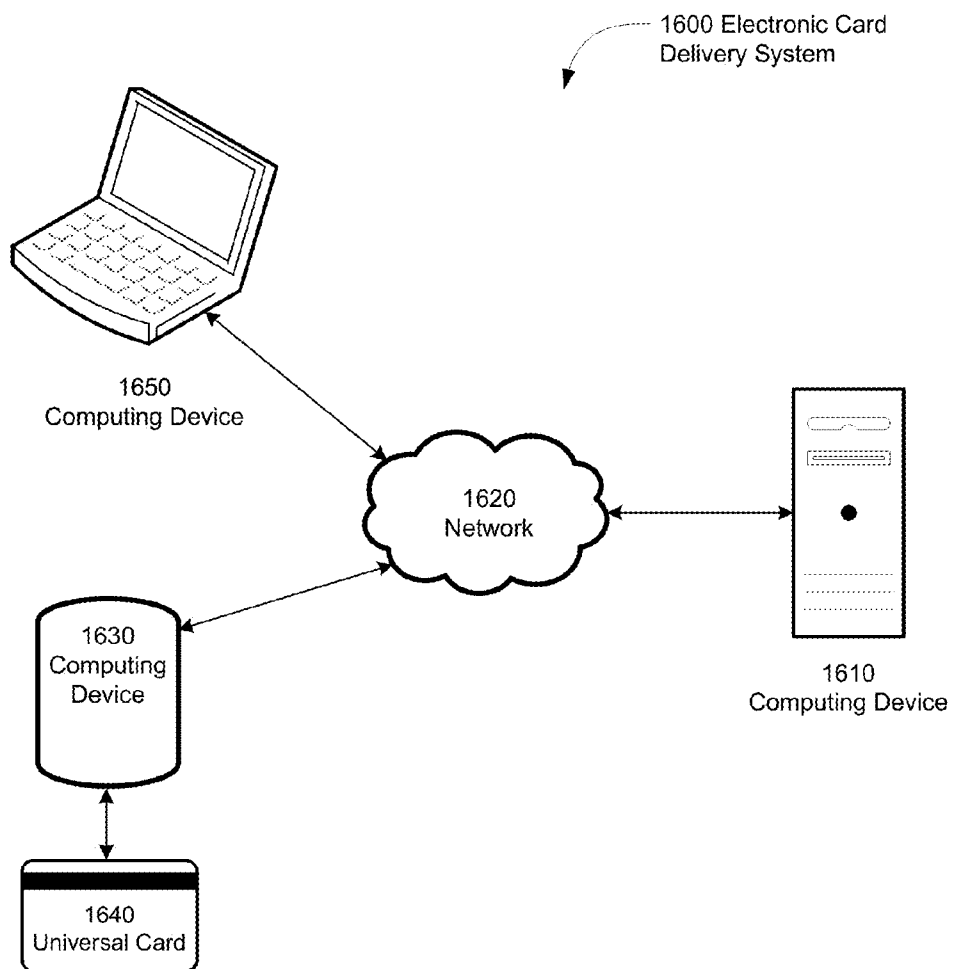 1600 Electronic Card
Delivery System
1650
Computing Device
1620
Network
1630
Computing
Device
1610
Computing Device
1640
Universal Card